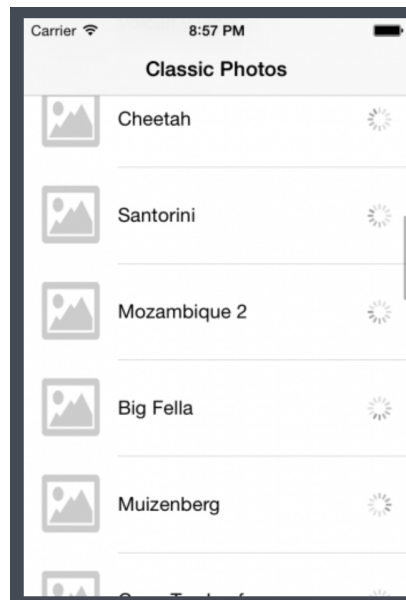 Carrier 8:57 PM
Classic Photos
Cheetah
Santorini
Mozambique 2
Big Fella
Muizenberg